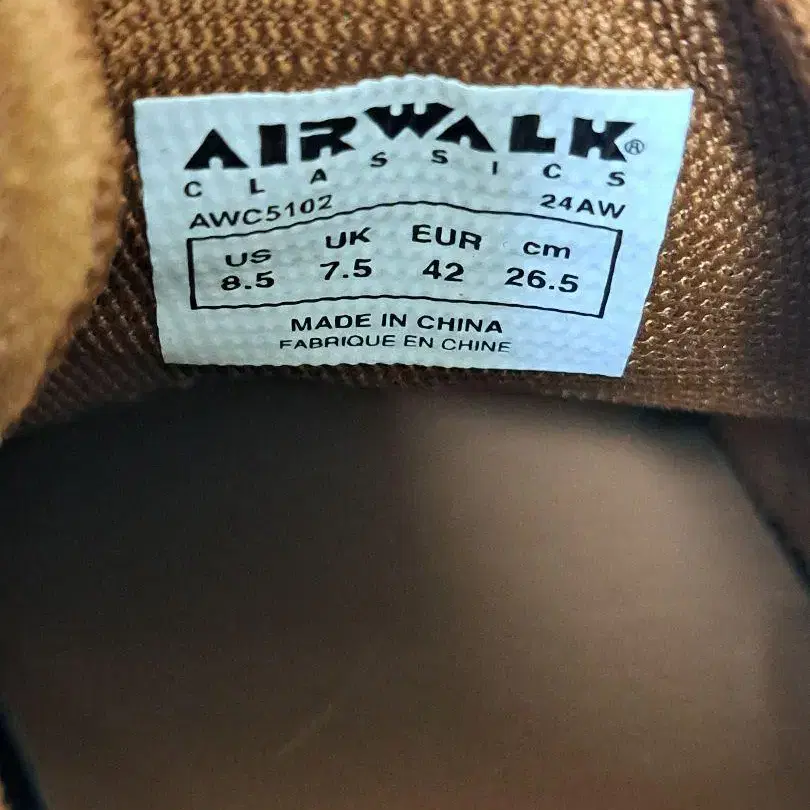 AIRWALK®
CLASSICS
AWC5102 24AW
US UK EUR cm
8.5 7.5 42 26.5
MADE IN CHINA
FABRIQUE EN CHINE